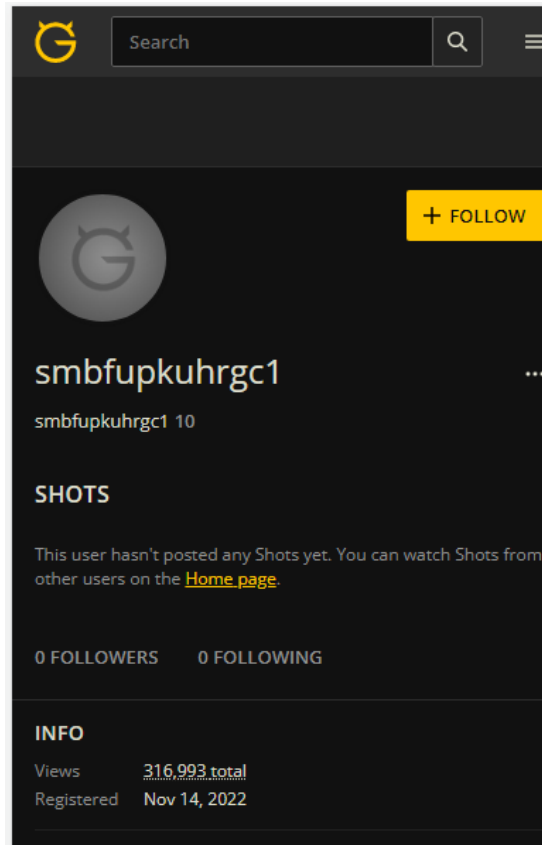 Search
+ FOLLOW
smbfupkuhrgc1
...
smbfupkuhrgc1 10
SHOTS
This user hasn't posted any Shots yet. You can watch Shots from
other users on the Home page.
0 FOLLOWERS 0 FOLLOWING
INFO
Views 316,993 total
Registered Nov 14, 2022